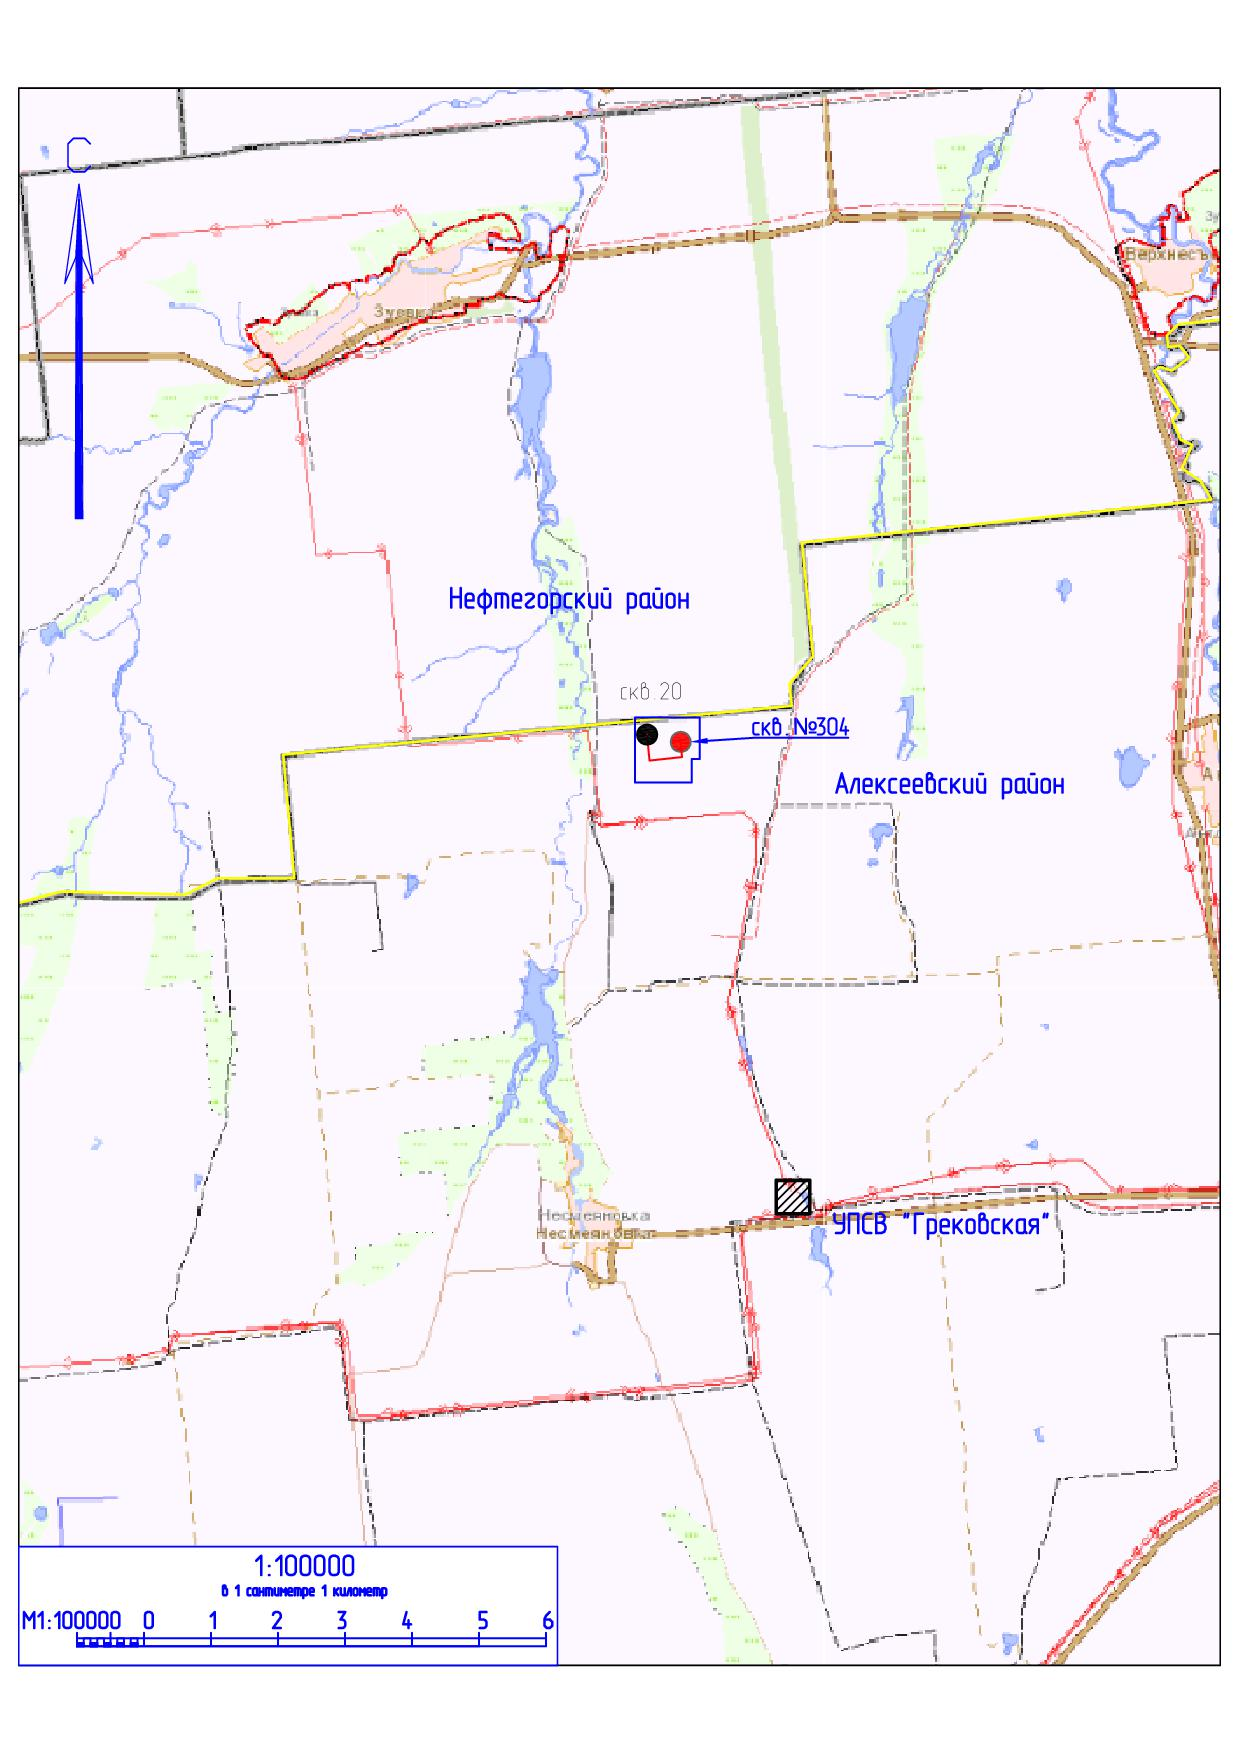 С
Верхнесъ
Зуевка
Нефтегорский район
скв.20
скв.№304
Алексеевский район
Несмеяновка
Несмеяновка
УПСВ "Грековская"
1:100000
в 1 сантиметре 1 километр
М1:100000 0 1 2 3 4 5 6